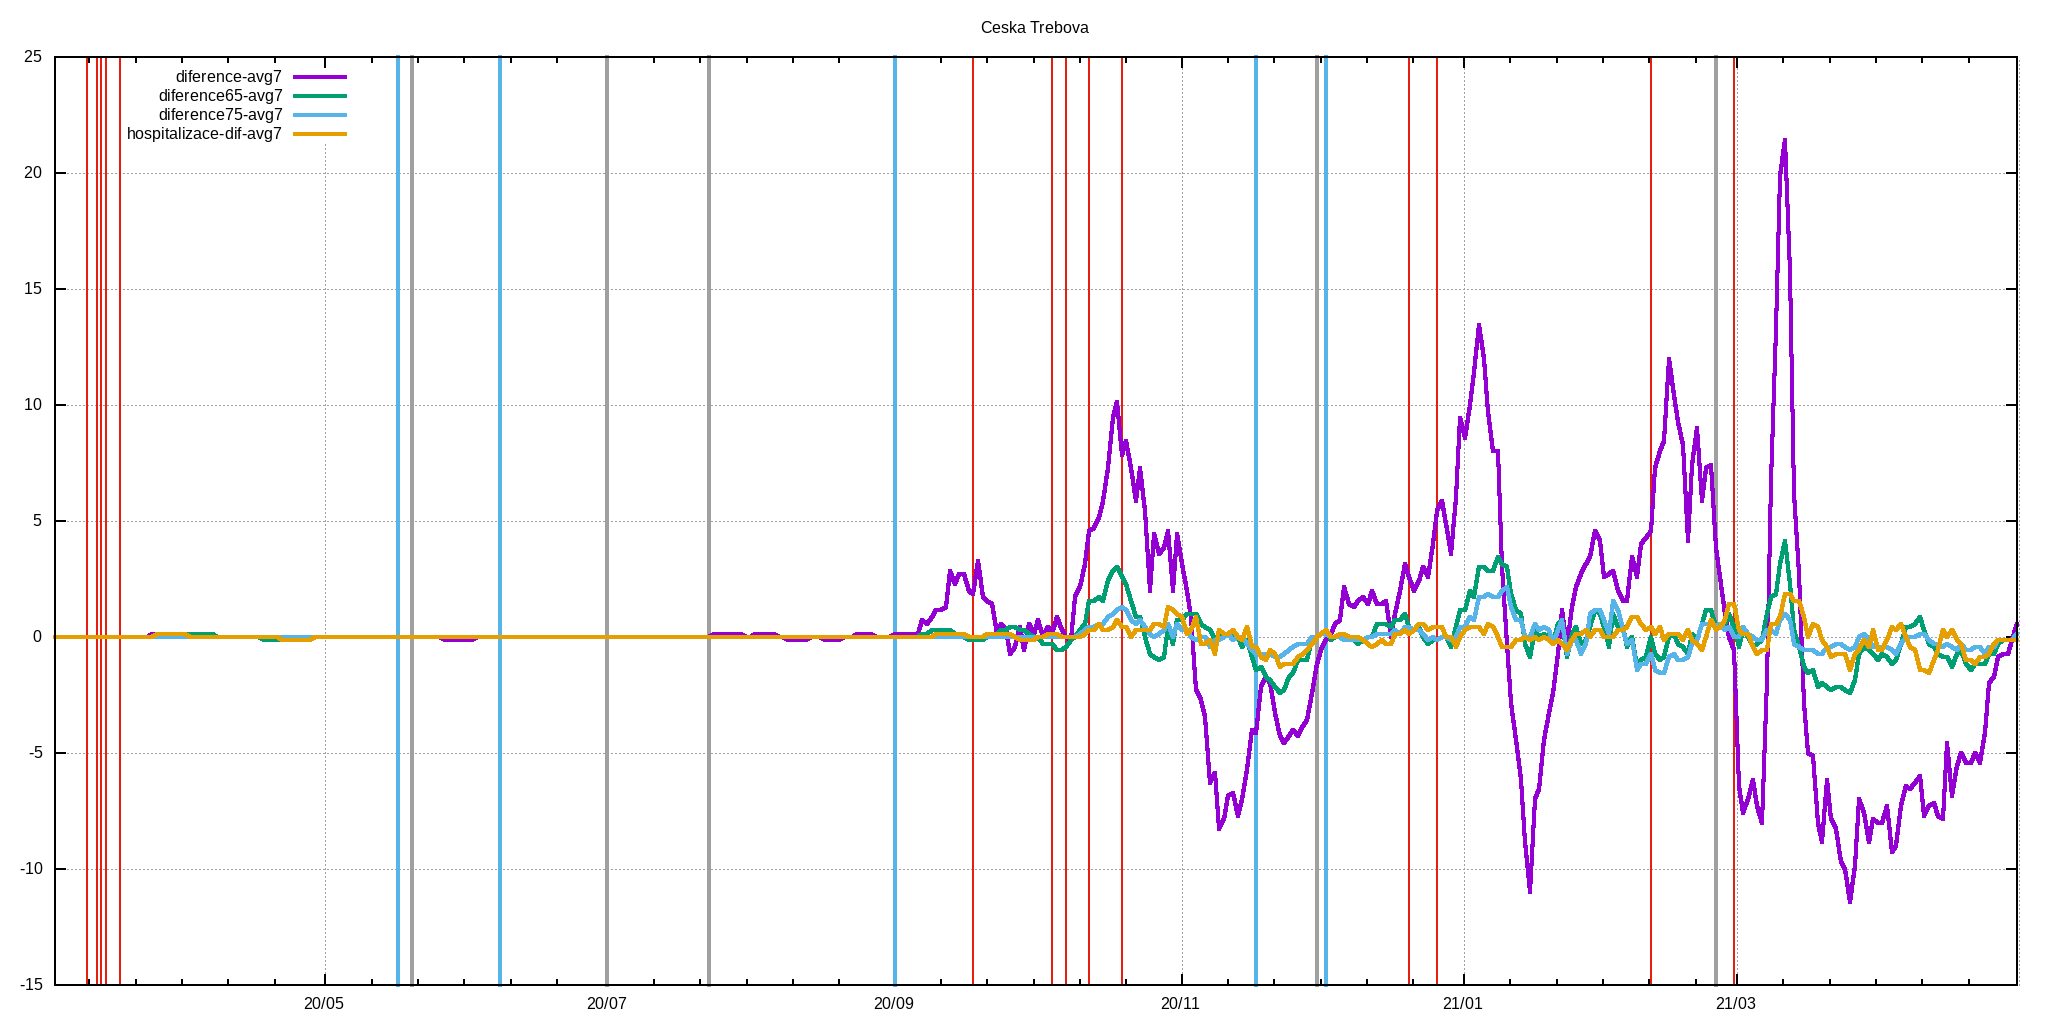 Ceska Trebova
25
20
15
10
5
0
-5
-10
-15
diference-avg7
diference65-avg7
diference75-avg7
hospitalizace-dif-avg7
20/05 20/07 20/09 20/11 21/01 21/03